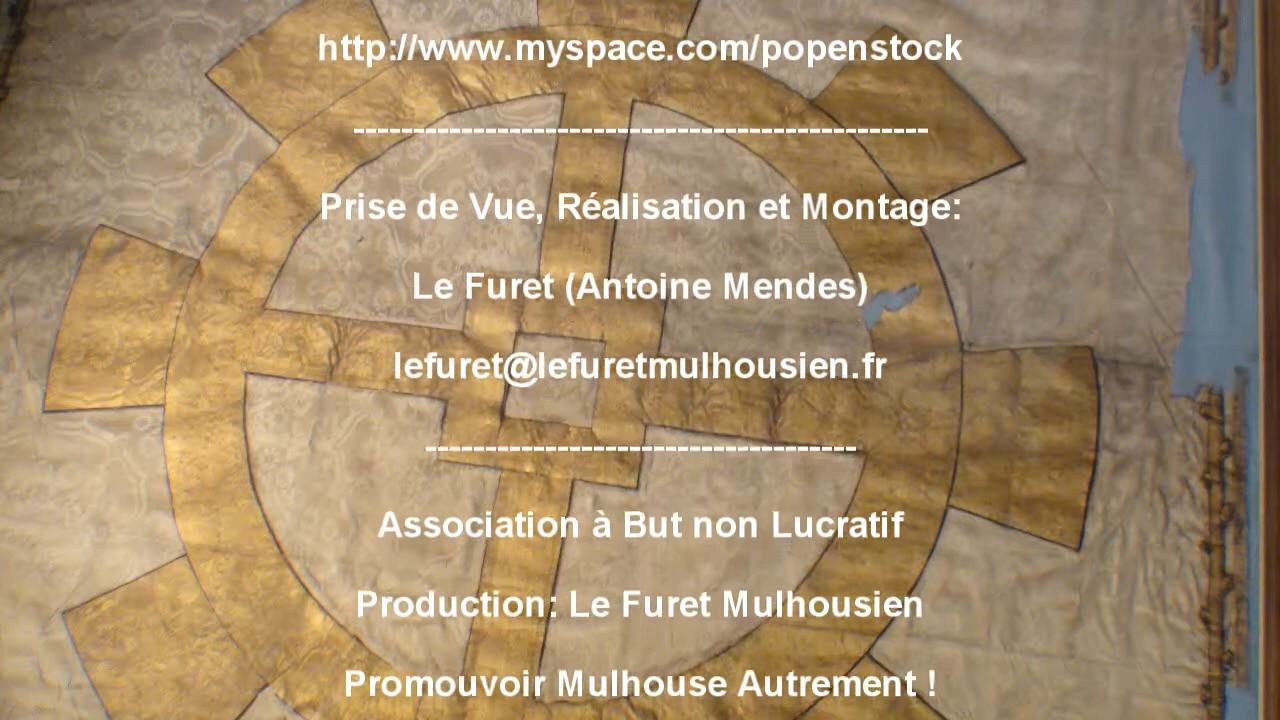 http://www.myspace.com/popenstock
------------------------------------------------
Prise de Vue, Réalisation et Montage:
Le Furet (Antoine Mendes)
lefuret@lefuretmulhousien.fr
------------------------------------
Association à But non Lucratif
Production: Le Furet Mulhousien
Promouvoir Mulhouse Autrement !